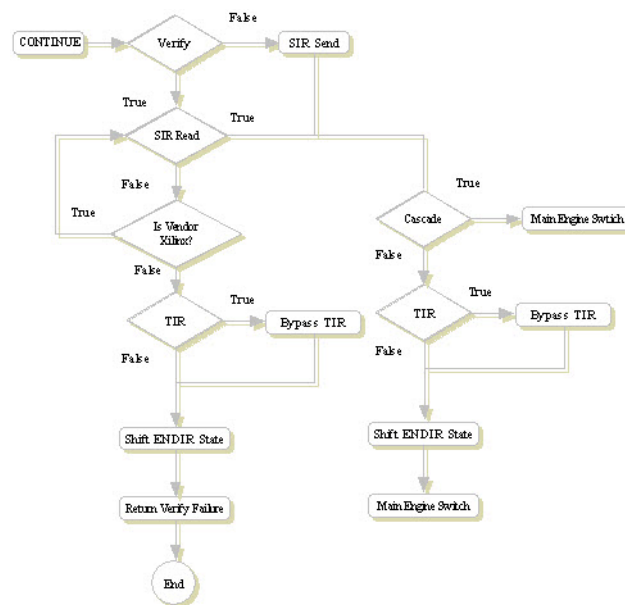 False
CONTINUE
Verify
SIR Send
True
True
SIR Read
False
True
True
Is Vendor
Xilinx?
Cascade
Main Engine Swtich
False
False
True
True
TIR
Bypass TIR
TIR
Bypass TIR
False
False
Shift ENDIR State
Shift ENDIR State
Return Verify Failure
Main Engine Switch
End